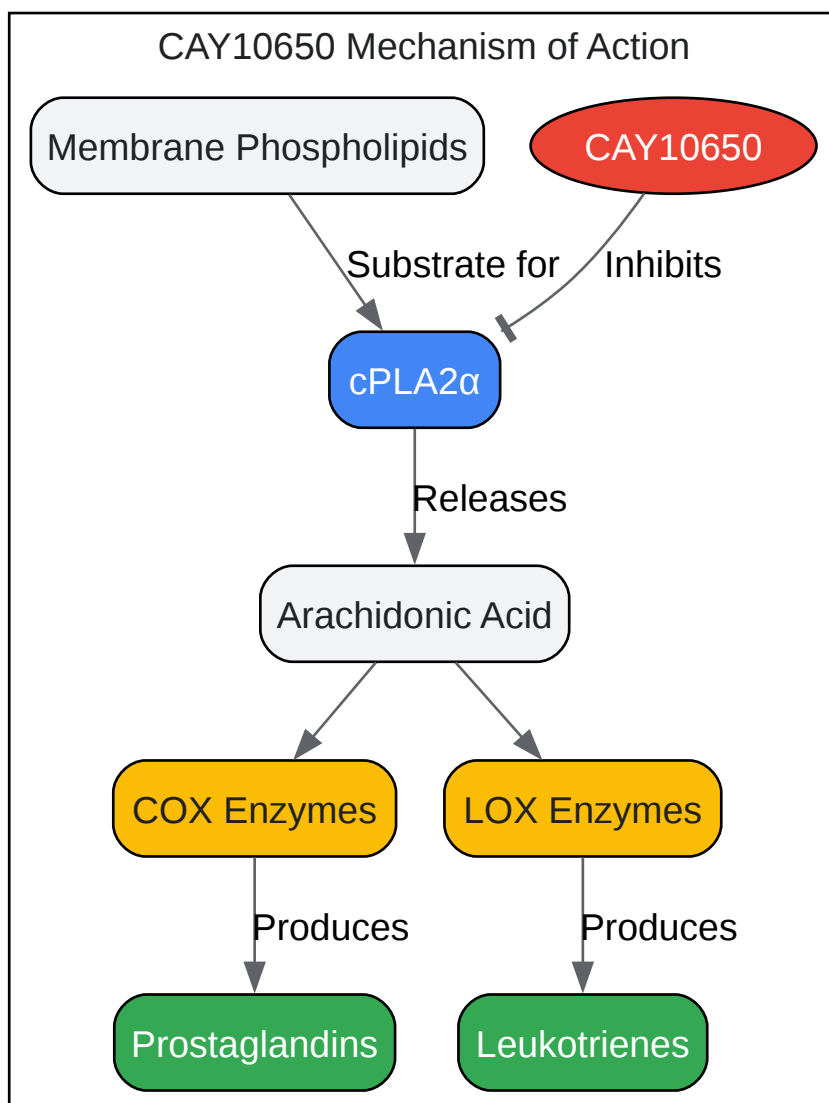 CAY10650 Mechanism of Action
Membrane Phospholipids
CAY10650
Substrate for
Inhibits
cPLA2α
Releases
Arachidonic Acid
COX Enzymes
LOX Enzymes
Produces
Produces
Prostaglandins
Leukotrienes